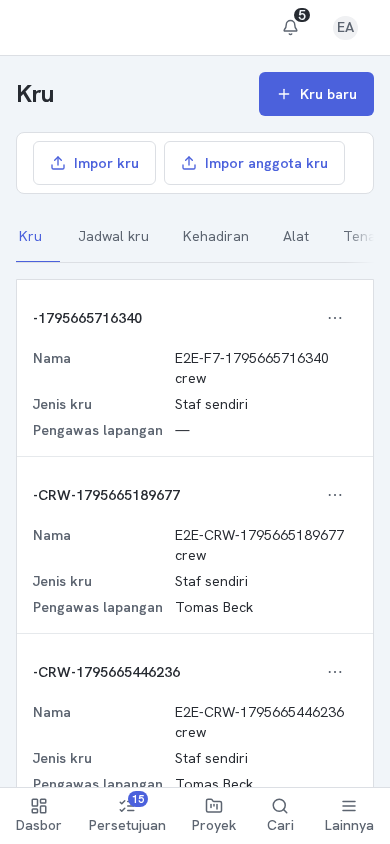 5
EA
Kru
Kru baru
Impor kru
Impor anggota kru
Kru Jadwal kru Kehadiran Alat
-1795665716340
Nama E2E-F7-1795665716340
crew
Jenis kru Staf sendiri
Pengawas lapangan —
-CRW-1795665189677
Nama E2E-CRW-1795665189677
crew
Jenis kru Staf sendiri
Pengawas lapangan Tomas Beck
-CRW-1795665446236
Nama E2E-CRW-1795665446236
crew
Jenis kru Staf sendiri
Pengawas lapangan Tomas Beck
15
Dasbor Persetujuan Proyek Cari Lainnya